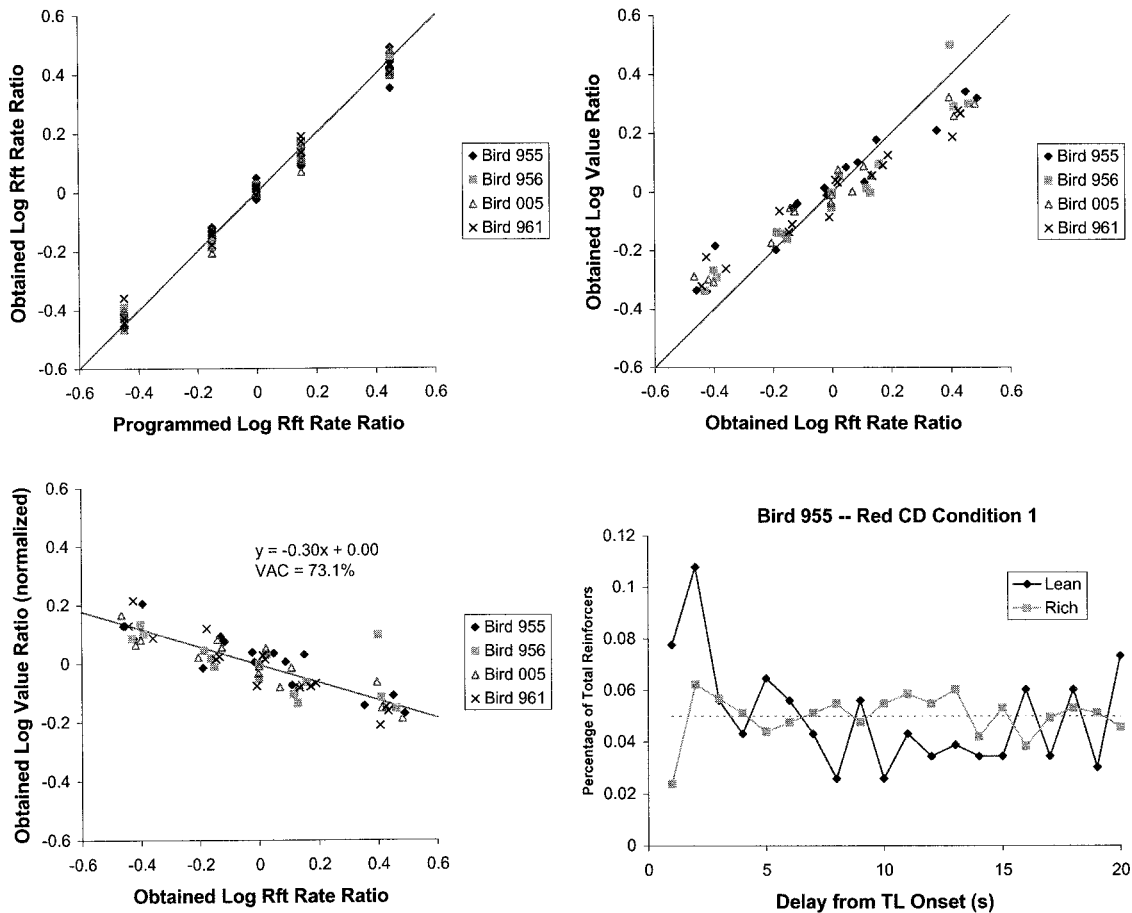 Obtained Log Rft Rate Ratio
0.6
0.4
0.2
0
-0.2
-0.4
-0.6
-0.6 -0.4 -0.2 0 0.2 0.4 0.6
Programmed Log Rft Rate Ratio
Bird 955
Bird 956
Bird 005
Bird 961
Obtained Log Value Ratio
0.6
0.4
0.2
0
-0.2
-0.4
-0.6
-0.6 -0.4 -0.2 0 0.2 0.4 0.6
Obtained Log Rft Rate Ratio
Bird 955
Bird 956
Bird 005
Bird 961
Obtained Log Value Ratio (normalized)
0.6
0.4
0.2
0
-0.2
-0.4
-0.6
y = -0.30x + 0.00
VAC = 73.1%
-0.6 -0.4 -0.2 0 0.2 0.4 0.6
Obtained Log Rft Rate Ratio
Bird 955
Bird 956
Bird 005
Bird 961
Bird 955 -- Red CD Condition 1
Percentage of Total Reinforcers
0.12
0.1
0.08
0.06
0.04
0.02
0
Lean
Rich
0 5 10 15 20
Delay from TL Onset (s)